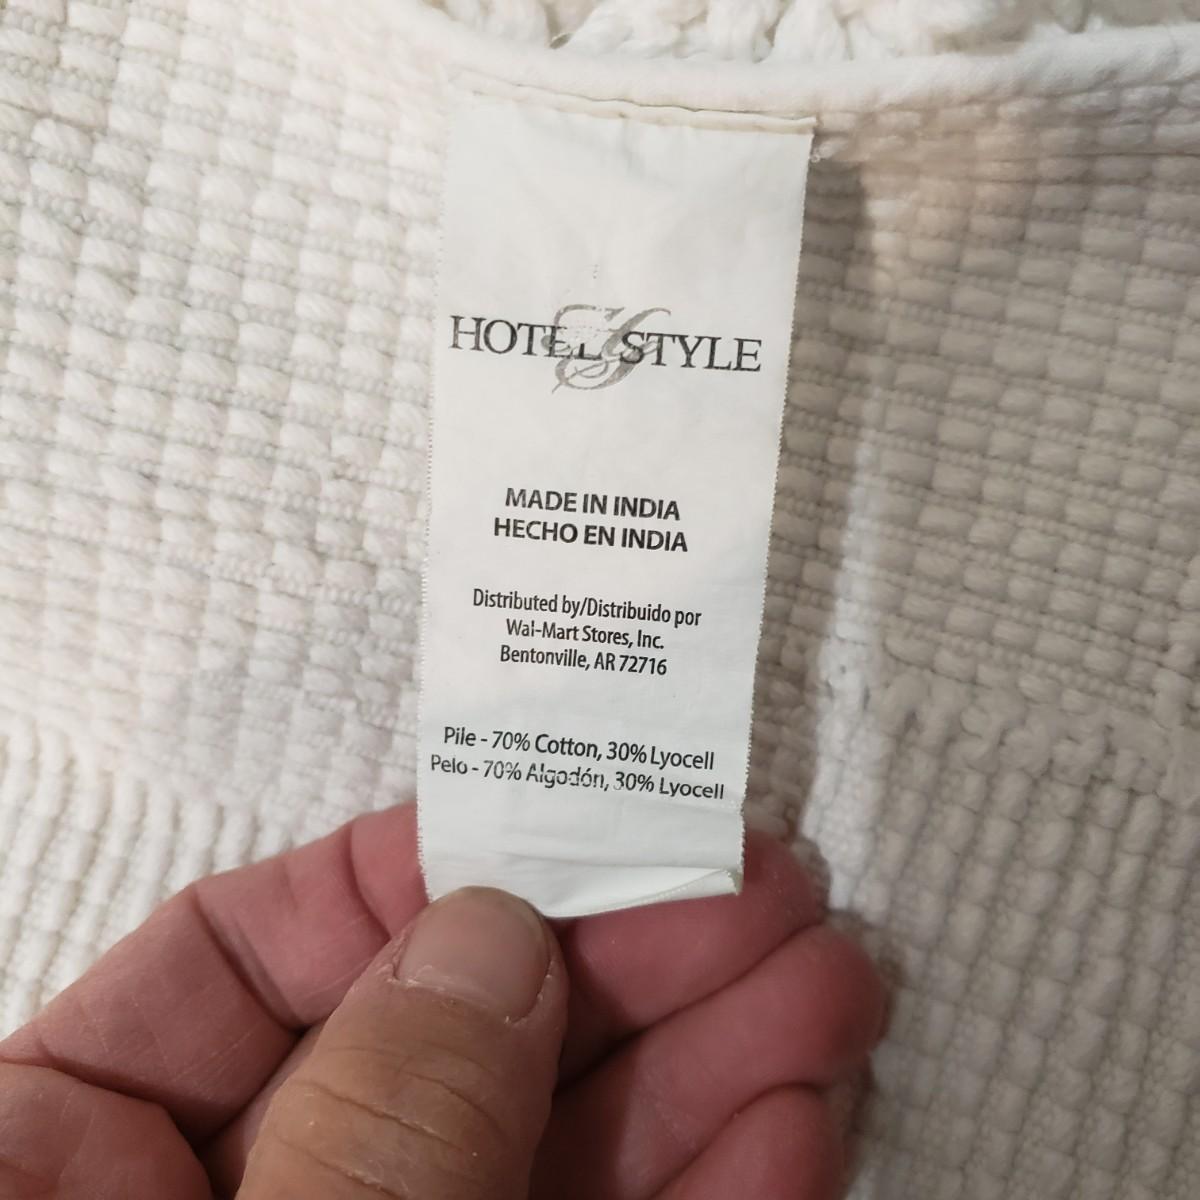 HOTEL STYLE
MADE IN INDIA
HECHO EN INDIA
Distributed by/Distribuido por
Wal-Mart Stores, Inc.
Bentonville, AR 72716
Pile - 70% Cotton, 30% Lyocell
Pelo - 70% Algodón, 30% Lyocell